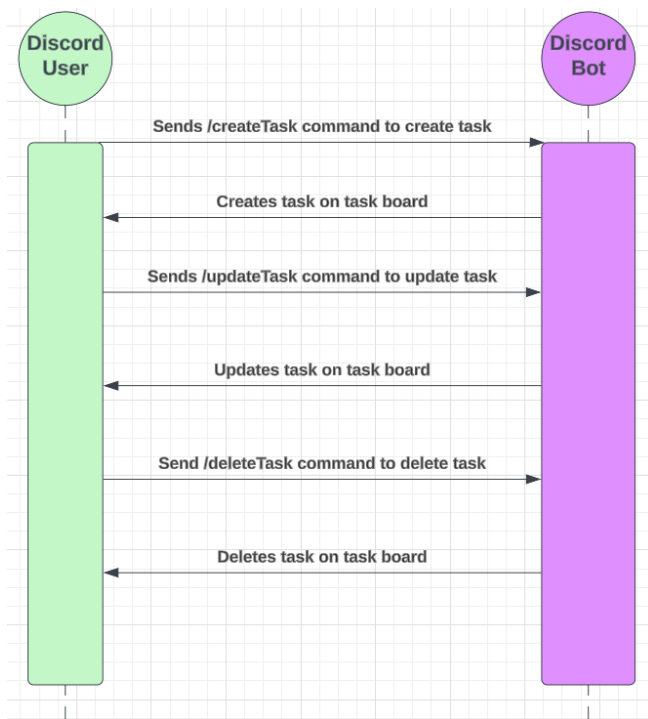 Discord
User
Discord
Bot
Sends /createTask command to create task
Creates task on task board
Sends /updateTask command to update task
Updates task on task board
Send /deleteTask command to delete task
Deletes task on task board